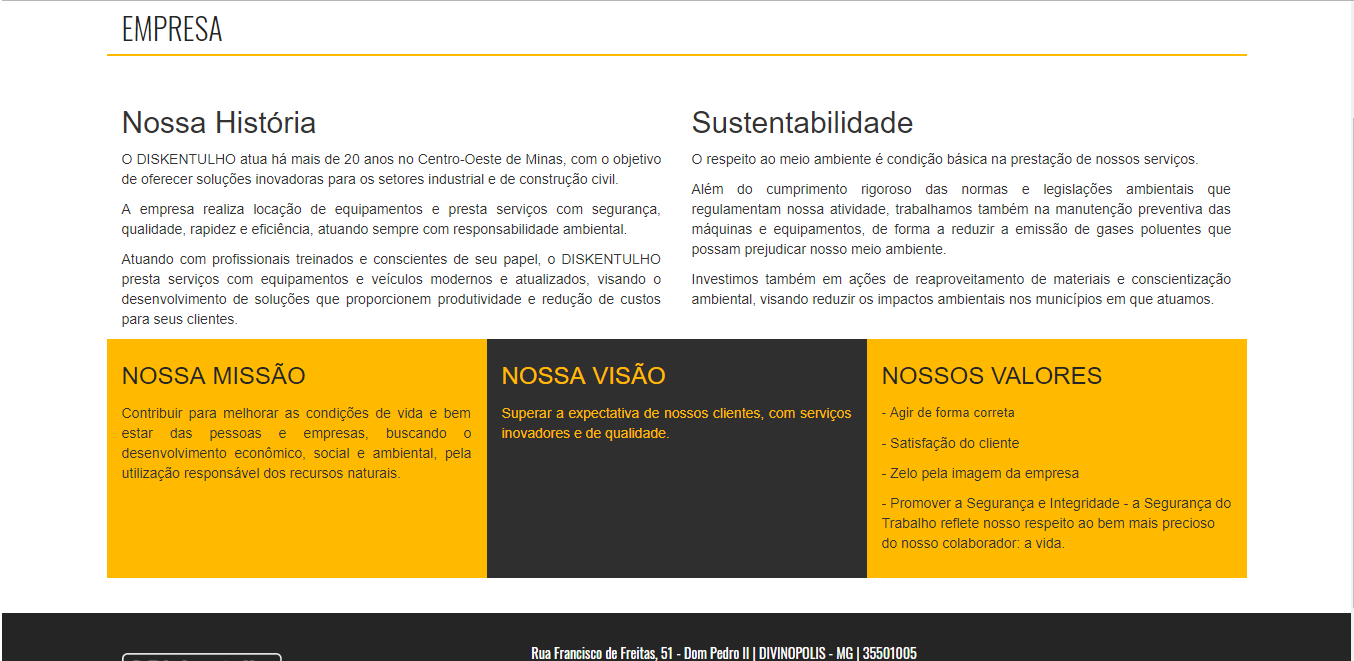 EMPRESA
Nossa História
O DISKENTULHO atua há mais de 20 anos no Centro-Oeste de Minas, com o objetivo
de oferecer soluções inovadoras para os setores industrial e de construção civil.
A empresa realiza locação de equipamentos e presta serviços com segurança,
qualidade, rapidez e eficiência, atuando sempre com responsabilidade ambiental.
Atuando com profissionais treinados e conscientes de seu papel, o DISKENTULHO
presta serviços com equipamentos e veículos modernos e atualizados, visando o
desenvolvimento de soluções que proporcionem produtividade e redução de custos
para seus clientes.
Sustentabilidade
O respeito ao meio ambiente é condição básica na prestação de nossos serviços.
Além do cumprimento rigoroso das normas e legislações ambientais que
regulamentam nossa atividade, trabalhamos também na manutenção preventiva das
máquinas e equipamentos, de forma a reduzir a emissão de gases poluentes que
possam prejudicar nosso meio ambiente.
Investimos também em ações de reaproveitamento de materiais e conscientização
ambiental, visando reduzir os impactos ambientais nos municípios em que atuamos.
NOSSA MISSÃO
Contribuir para melhorar as condições de vida e bem
estar das pessoas e empresas, buscando o
desenvolvimento econômico, social e ambiental, pela
utilização responsável dos recursos naturais.
NOSSA VISÃO
Superar a expectativa de nossos clientes, com serviços
inovadores e de qualidade.
NOSSOS VALORES
- Agir de forma correta
- Satisfação do cliente
- Zelo pela imagem da empresa
- Promover a Segurança e Integridade - a Segurança do
Trabalho reflete nosso respeito ao bem mais precioso
do nosso colaborador: a vida.
Rua Francisco de Freitas, 51 - Dom Pedro II | DIVINOPOLIS - MG | 35501005